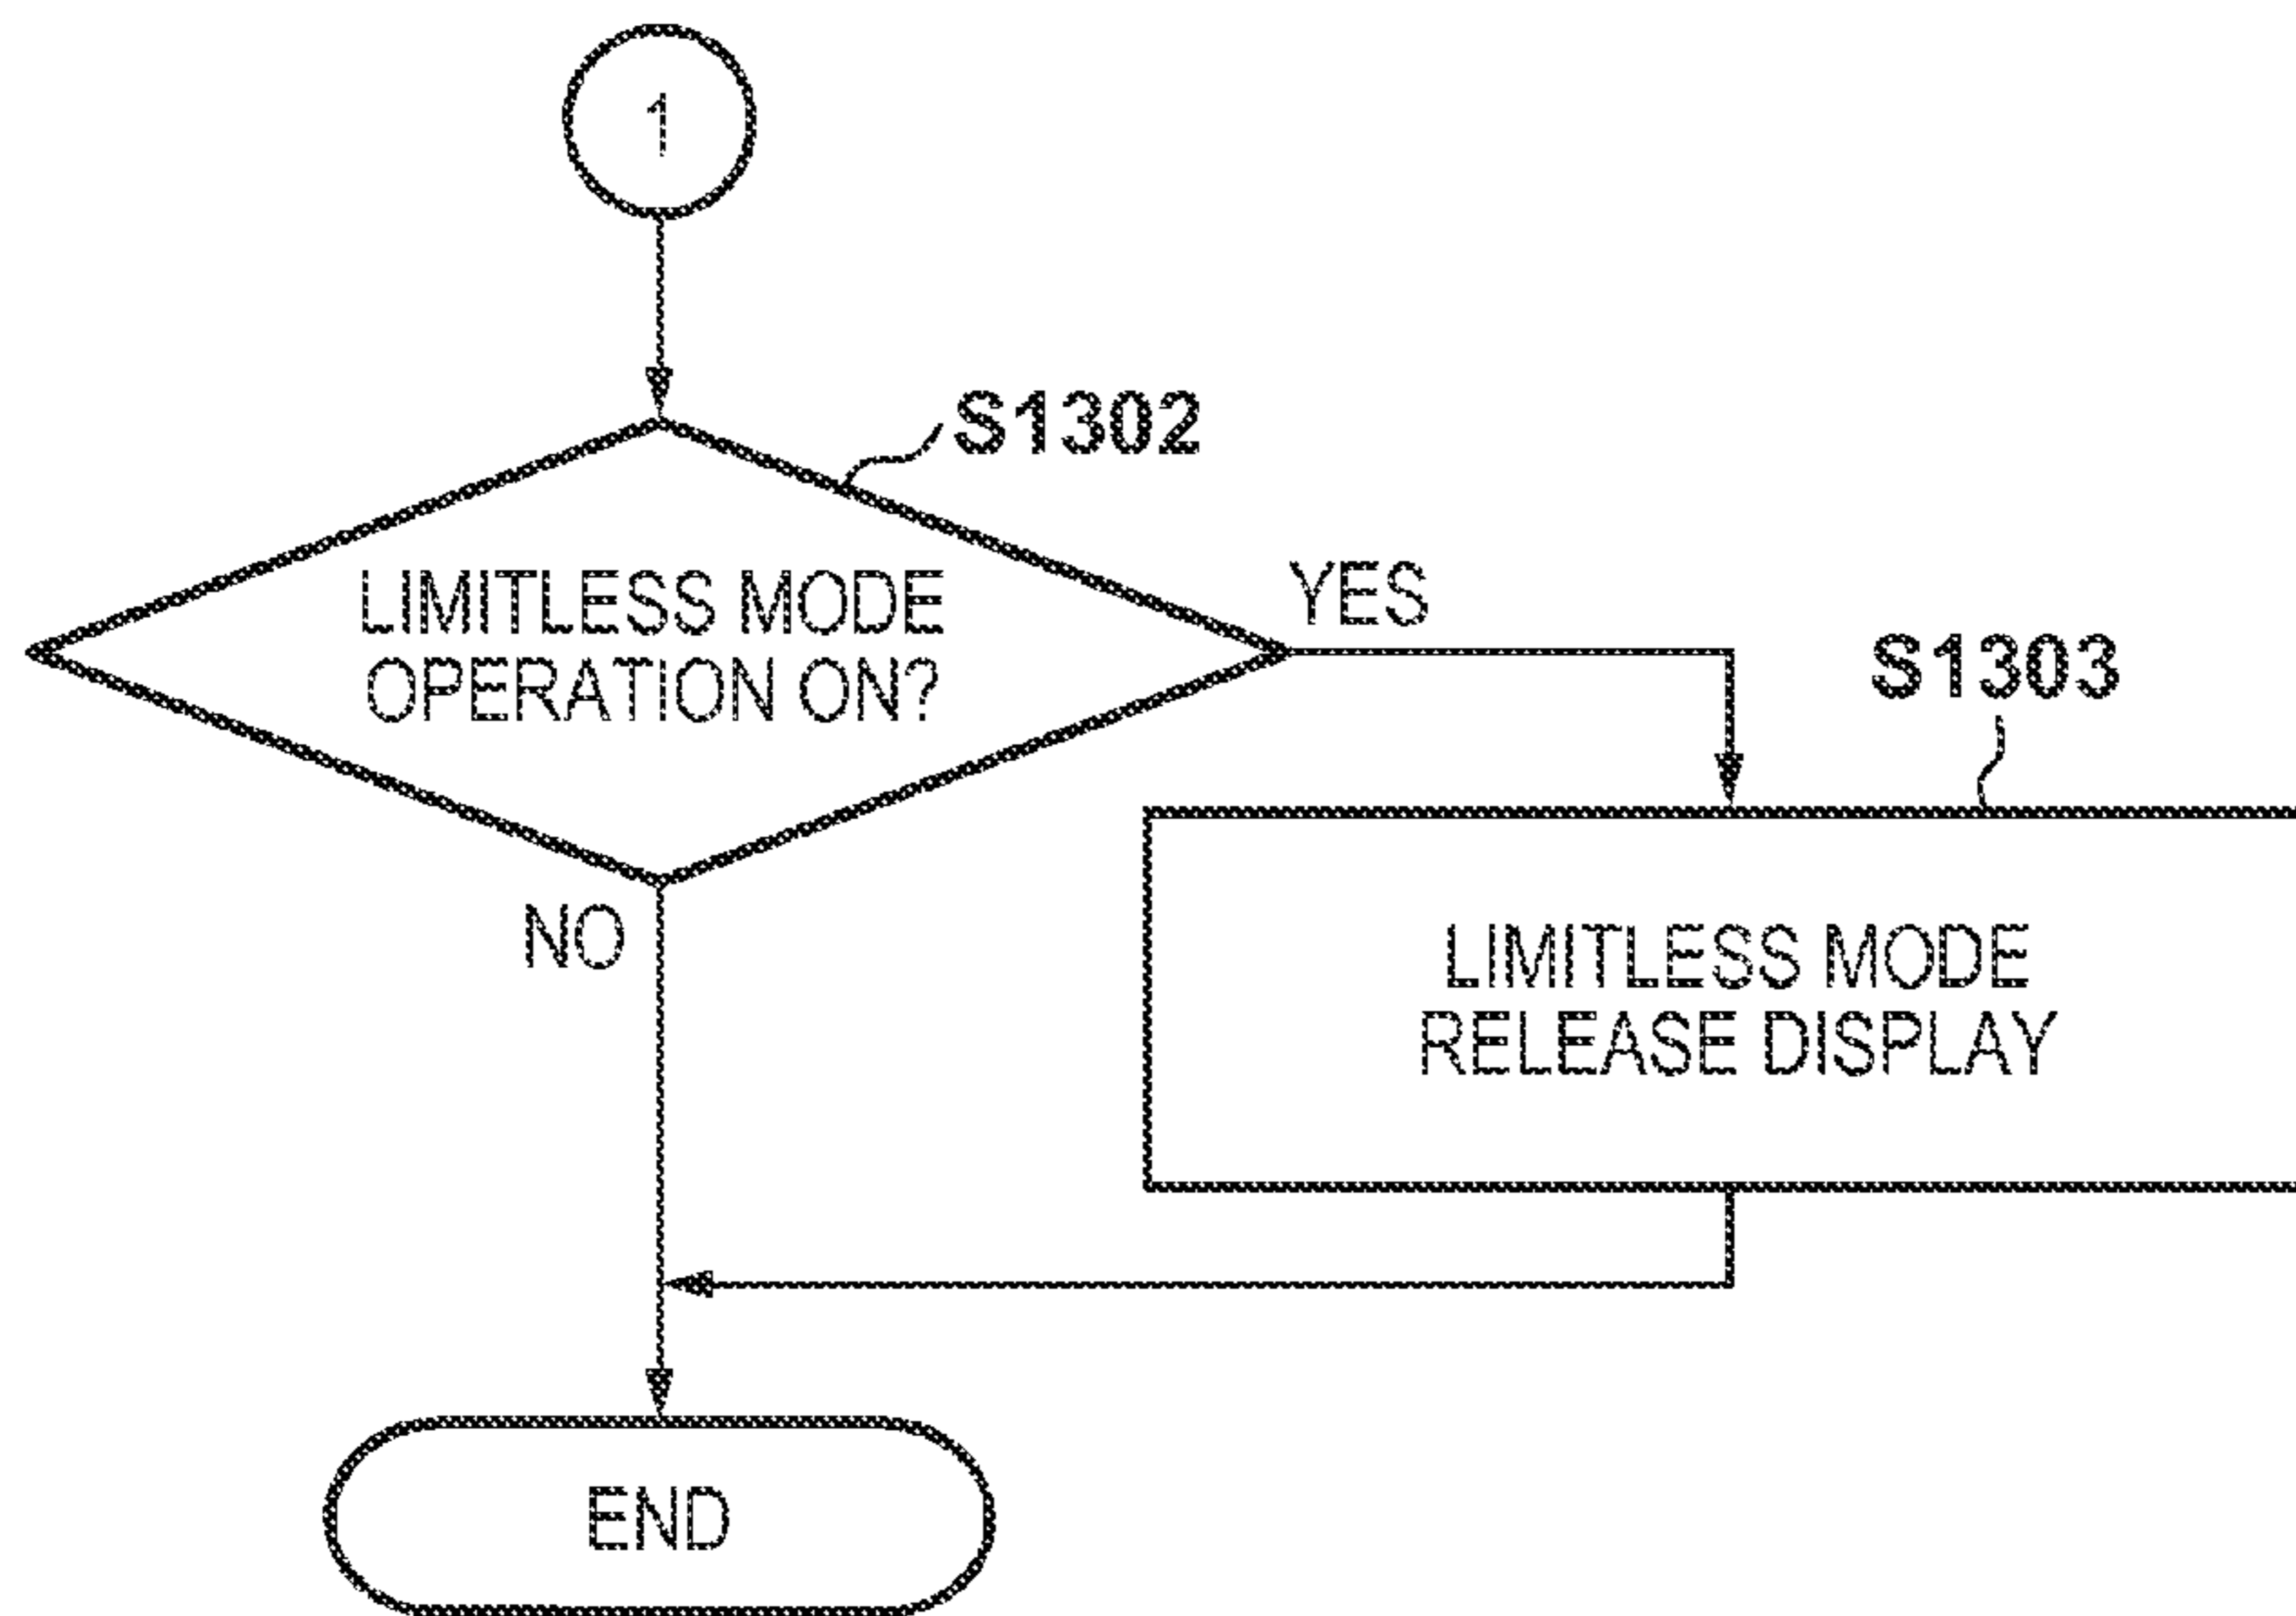 1
S1302
LIMITLESS MODE
OPERATION ON?
YES
S1303
NO
LIMITLESS MODE
RELEASE DISPLAY
END